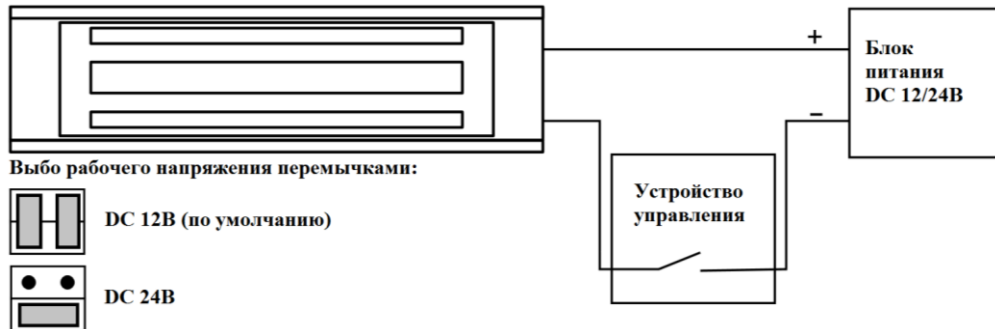 +
Блок
питания
DC 12/24В
–
Выбо рабочего напряжения перемычками:
Устройство
управления
DC 12В (по умолчанию)
DC 24В